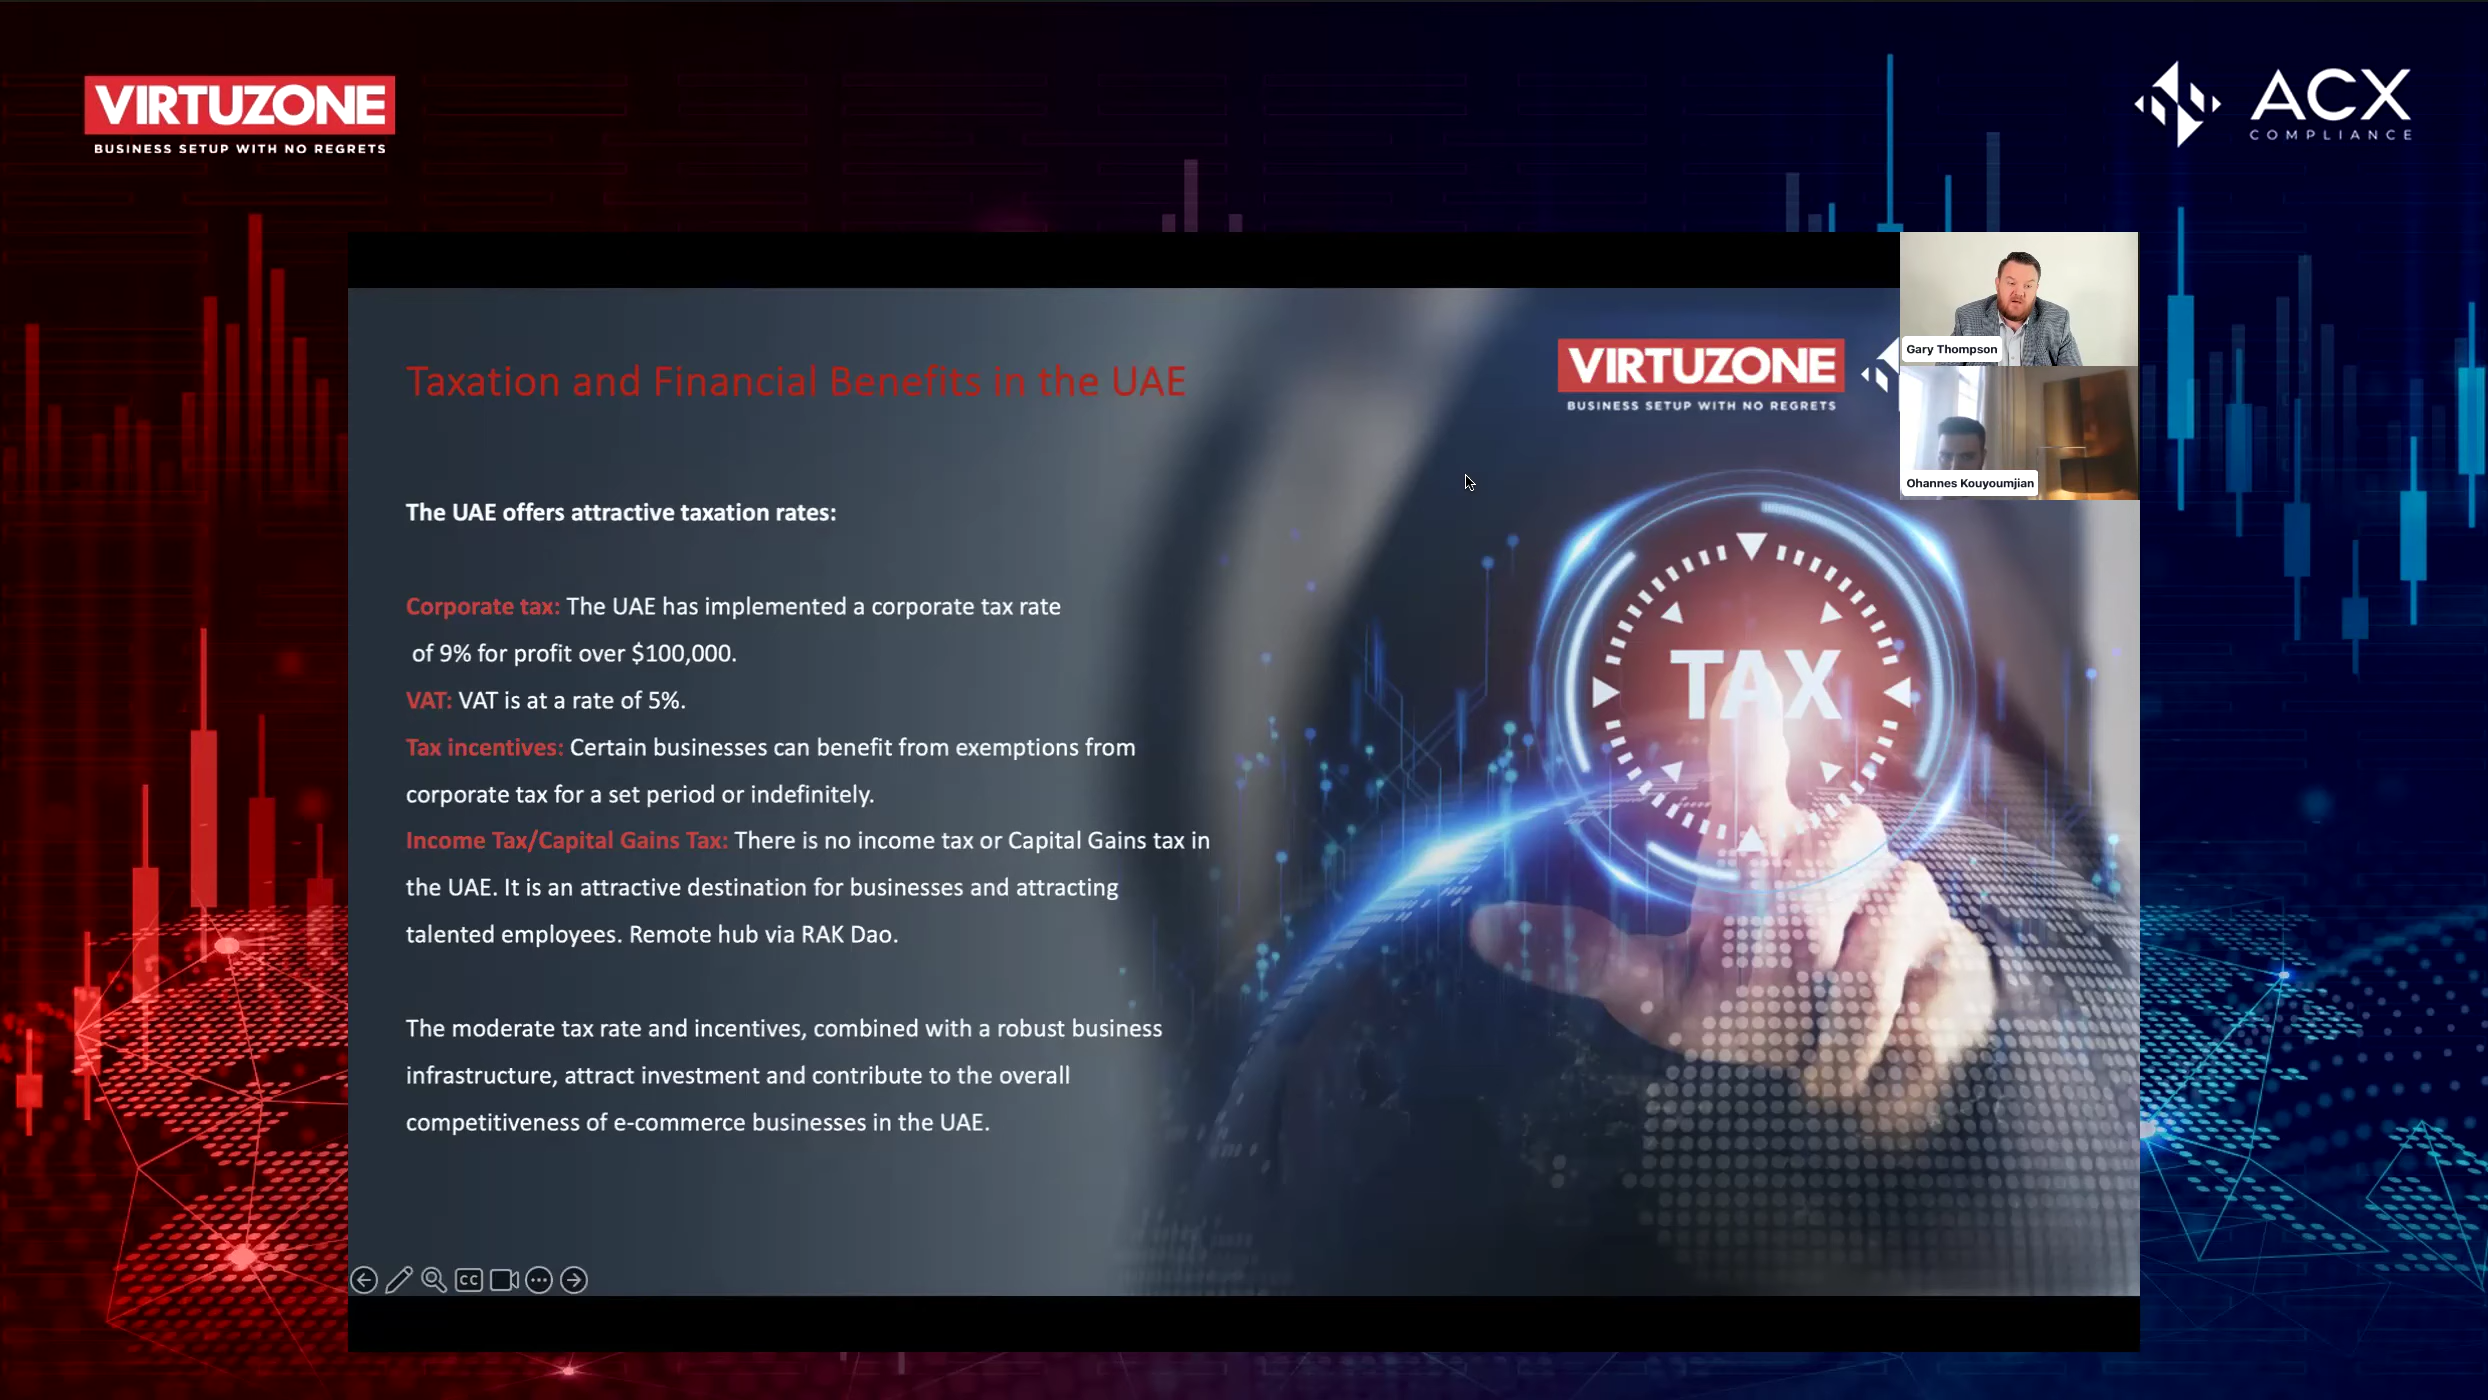 VIRTUZONE
BUSINESS SETUP WITH NO REGRETS
ACX
COMPLIANCE
Taxation and Financial Benefits in the UAE
VIRTUZONE
BUSINESS SETUP WITH NO REGRETS
Gary Thompson
Ohannes Kouyoumjian
The UAE offers attractive taxation rates:
Corporate tax: The UAE has implemented a corporate tax rate
of 9% for profit over $100,000.
VAT: VAT is at a rate of 5%.
Tax incentives: Certain businesses can benefit from exemptions from
corporate tax for a set period or indefinitely.
Income Tax/Capital Gains Tax: There is no income tax or Capital Gains tax in
the UAE. It is an attractive destination for businesses and attracting
talented employees. Remote hub via RAK Dao.
The moderate tax rate and incentives, combined with a robust business
infrastructure, attract investment and contribute to the overall
competitiveness of e-commerce businesses in the UAE.
TAX
CC